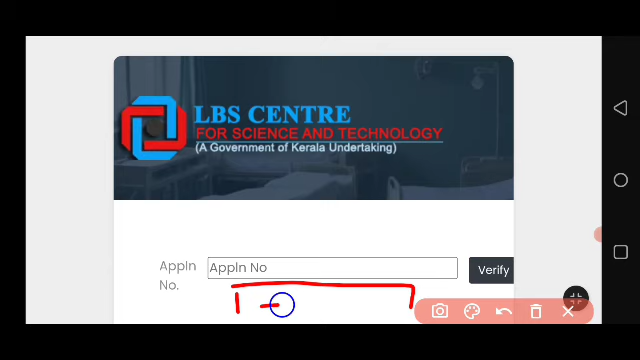 LBS CENTRE
FOR SCIENCE AND TECHNOLOGY
(A Government of Kerala Undertaking)
Appln No.
Appln No
Verify